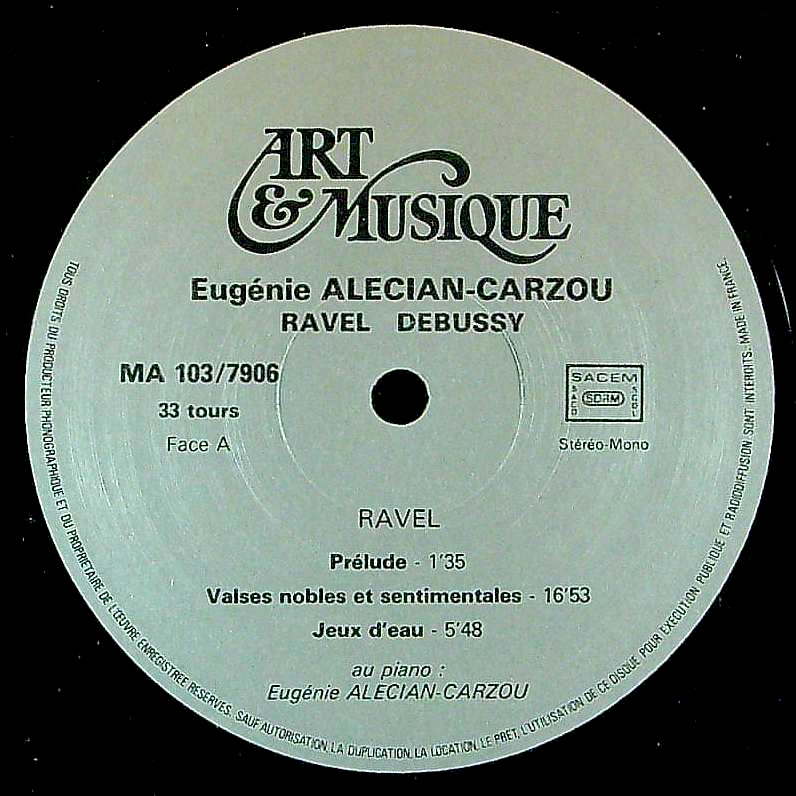 ART
& MUSIQUE
Eugénie ALECIAN-CARZOU
RAVEL DEBUSSY
MA 103/7906
33 tours
Face A
SACEM
SACD SDRM SCDL
Stéréo-Mono
RAVEL
Prélude - 1'35
Valses nobles et sentimentales - 16'53
Jeux d'eau - 5'48
au piano :
Eugénie ALECIAN-CARZOU
TOUS DROITS DU PRODUCTEUR PHONOGRAPHIQUE ET DU PROPRIETAIRE DE L'ŒUVRE ENREGISTREE RESERVES. SAUF AUTORISATION, LA DUPLICATION, LA LOCATION, LE PRET, L'UTILISATION DE CE DISQUE POUR EXECUTION PUBLIQUE ET RADIODIFFUSION SONT INTERDITS. MADE IN FRANCE.